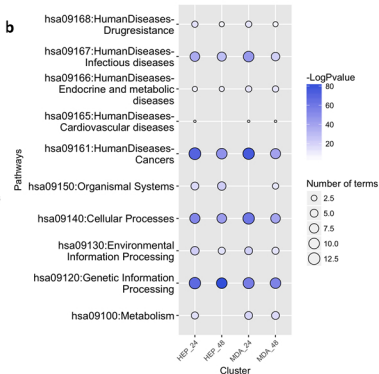 b
hsa09168:HumanDiseases-
Drugresistance
hsa09167:HumanDiseases-
Infectious diseases
hsa09166:HumanDiseases-
Endocrine and metabolic
diseases
hsa09165:HumanDiseases-
Cardiovascular diseases
hsa09161:HumanDiseases-
Cancers
hsa09150:Organismal Systems
hsa09140:Cellular Processes
hsa09130:Environmental
Information Processing
hsa09120:Genetic Information
Processing
hsa09100:Metabolism
Pathways
HEP_24
HEP_48
MDA_24
MDA_48
Cluster
-LogPvalue
80
60
40
20
Number of terms
2.5
5.0
7.5
10.0
12.5